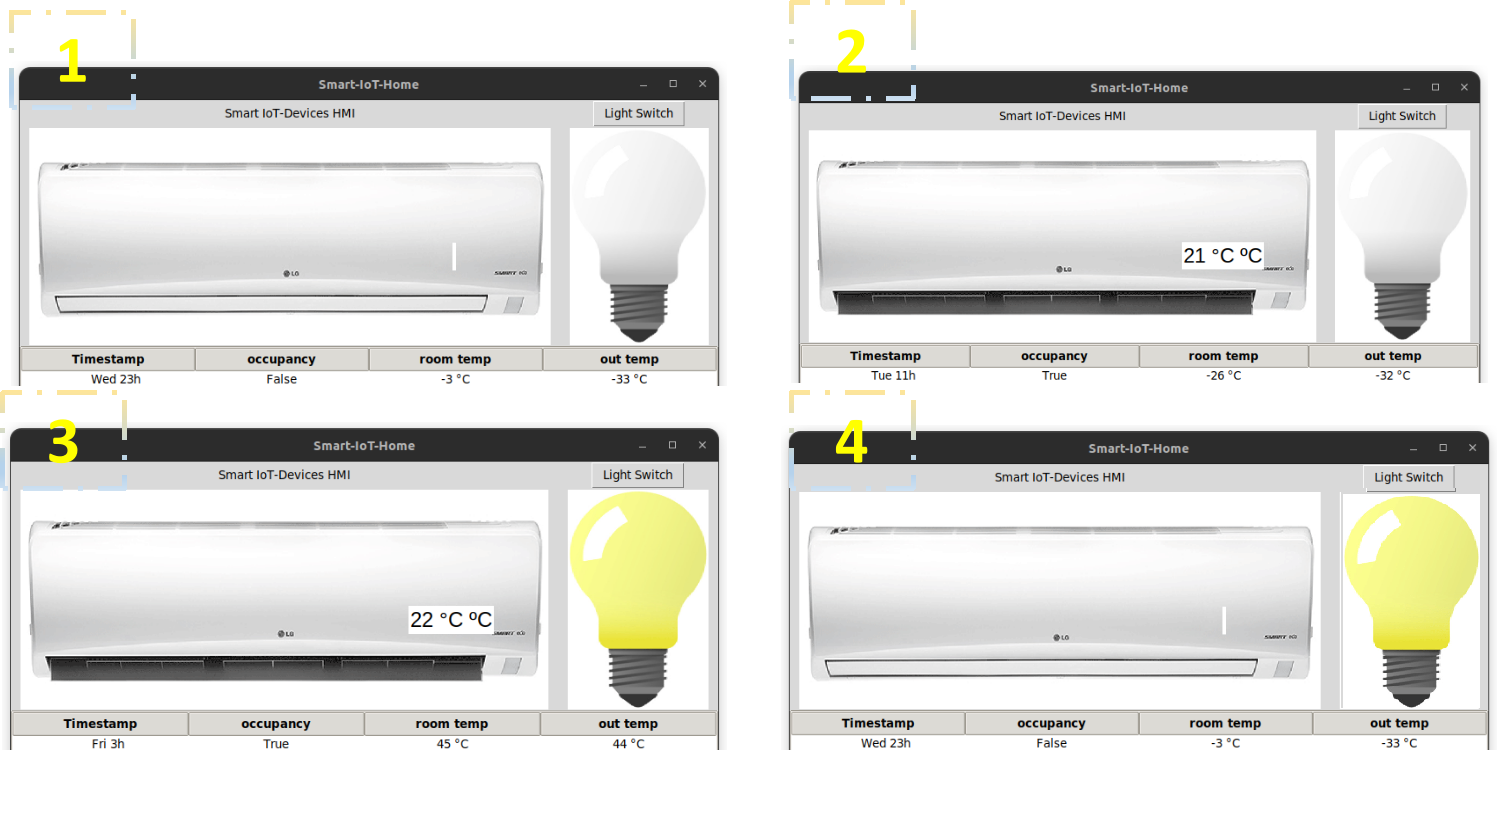 1
Smart-IoT-Home
Smart IoT-Devices HMI
Light Switch
LG
Timestamp occupancy room temp out temp
Wed 23h False -3 °C -33 °C
2
Smart-IoT-Home
Smart IoT-Devices HMI
Light Switch
21 °C ºC
LG
Timestamp occupancy room temp out temp
Tue 11h True -26 °C -32 °C
3
Smart-IoT-Home
Smart IoT-Devices HMI
Light Switch
22 °C ºC
LG
Timestamp occupancy room temp out temp
Fri 3h True 45 °C 44 °C
4
Smart-IoT-Home
Smart IoT-Devices HMI
Light Switch
LG
Timestamp occupancy room temp out temp
Wed 23h False -3 °C -33 °C